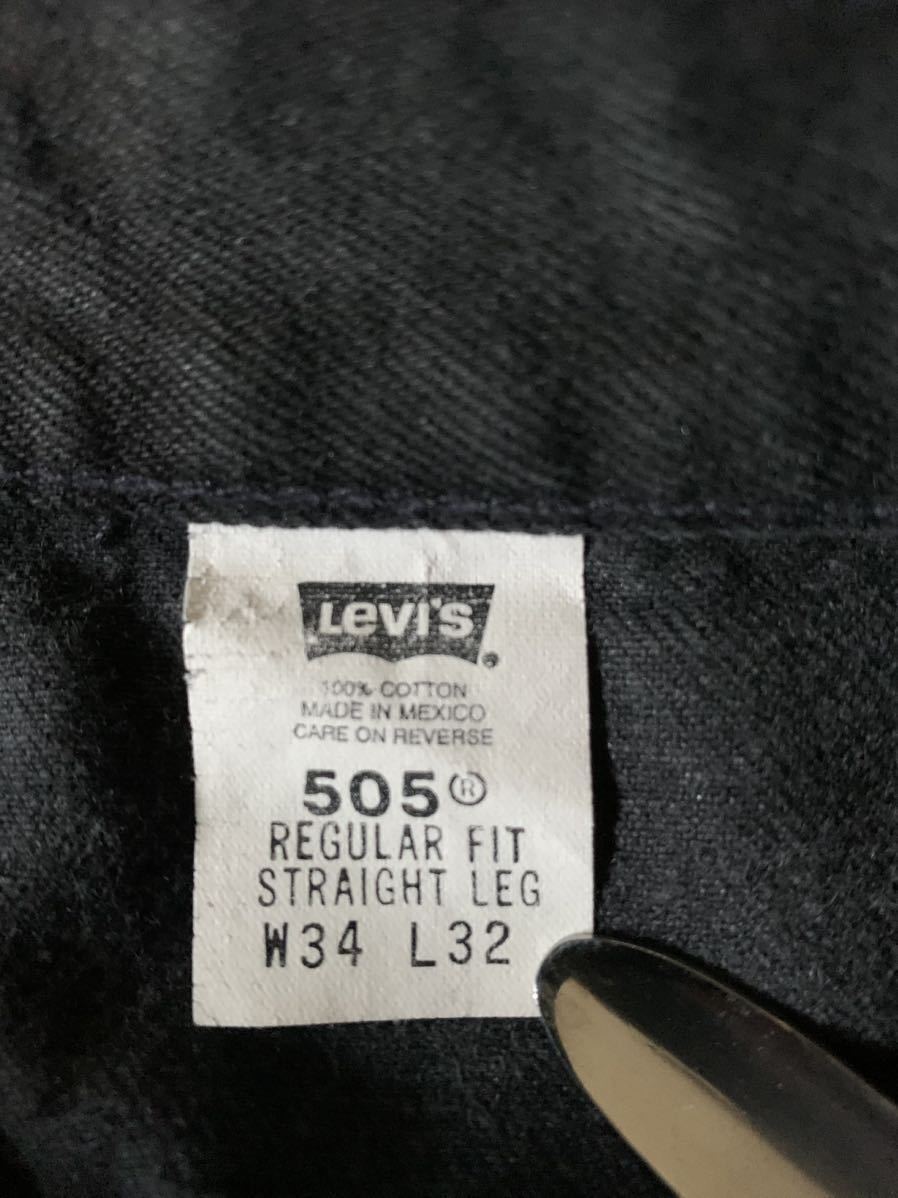 Levi's®
100% COTTON
MADE IN MEXICO
CARE ON REVERSE
505®
REGULAR FIT
STRAIGHT LEG
W34 L32